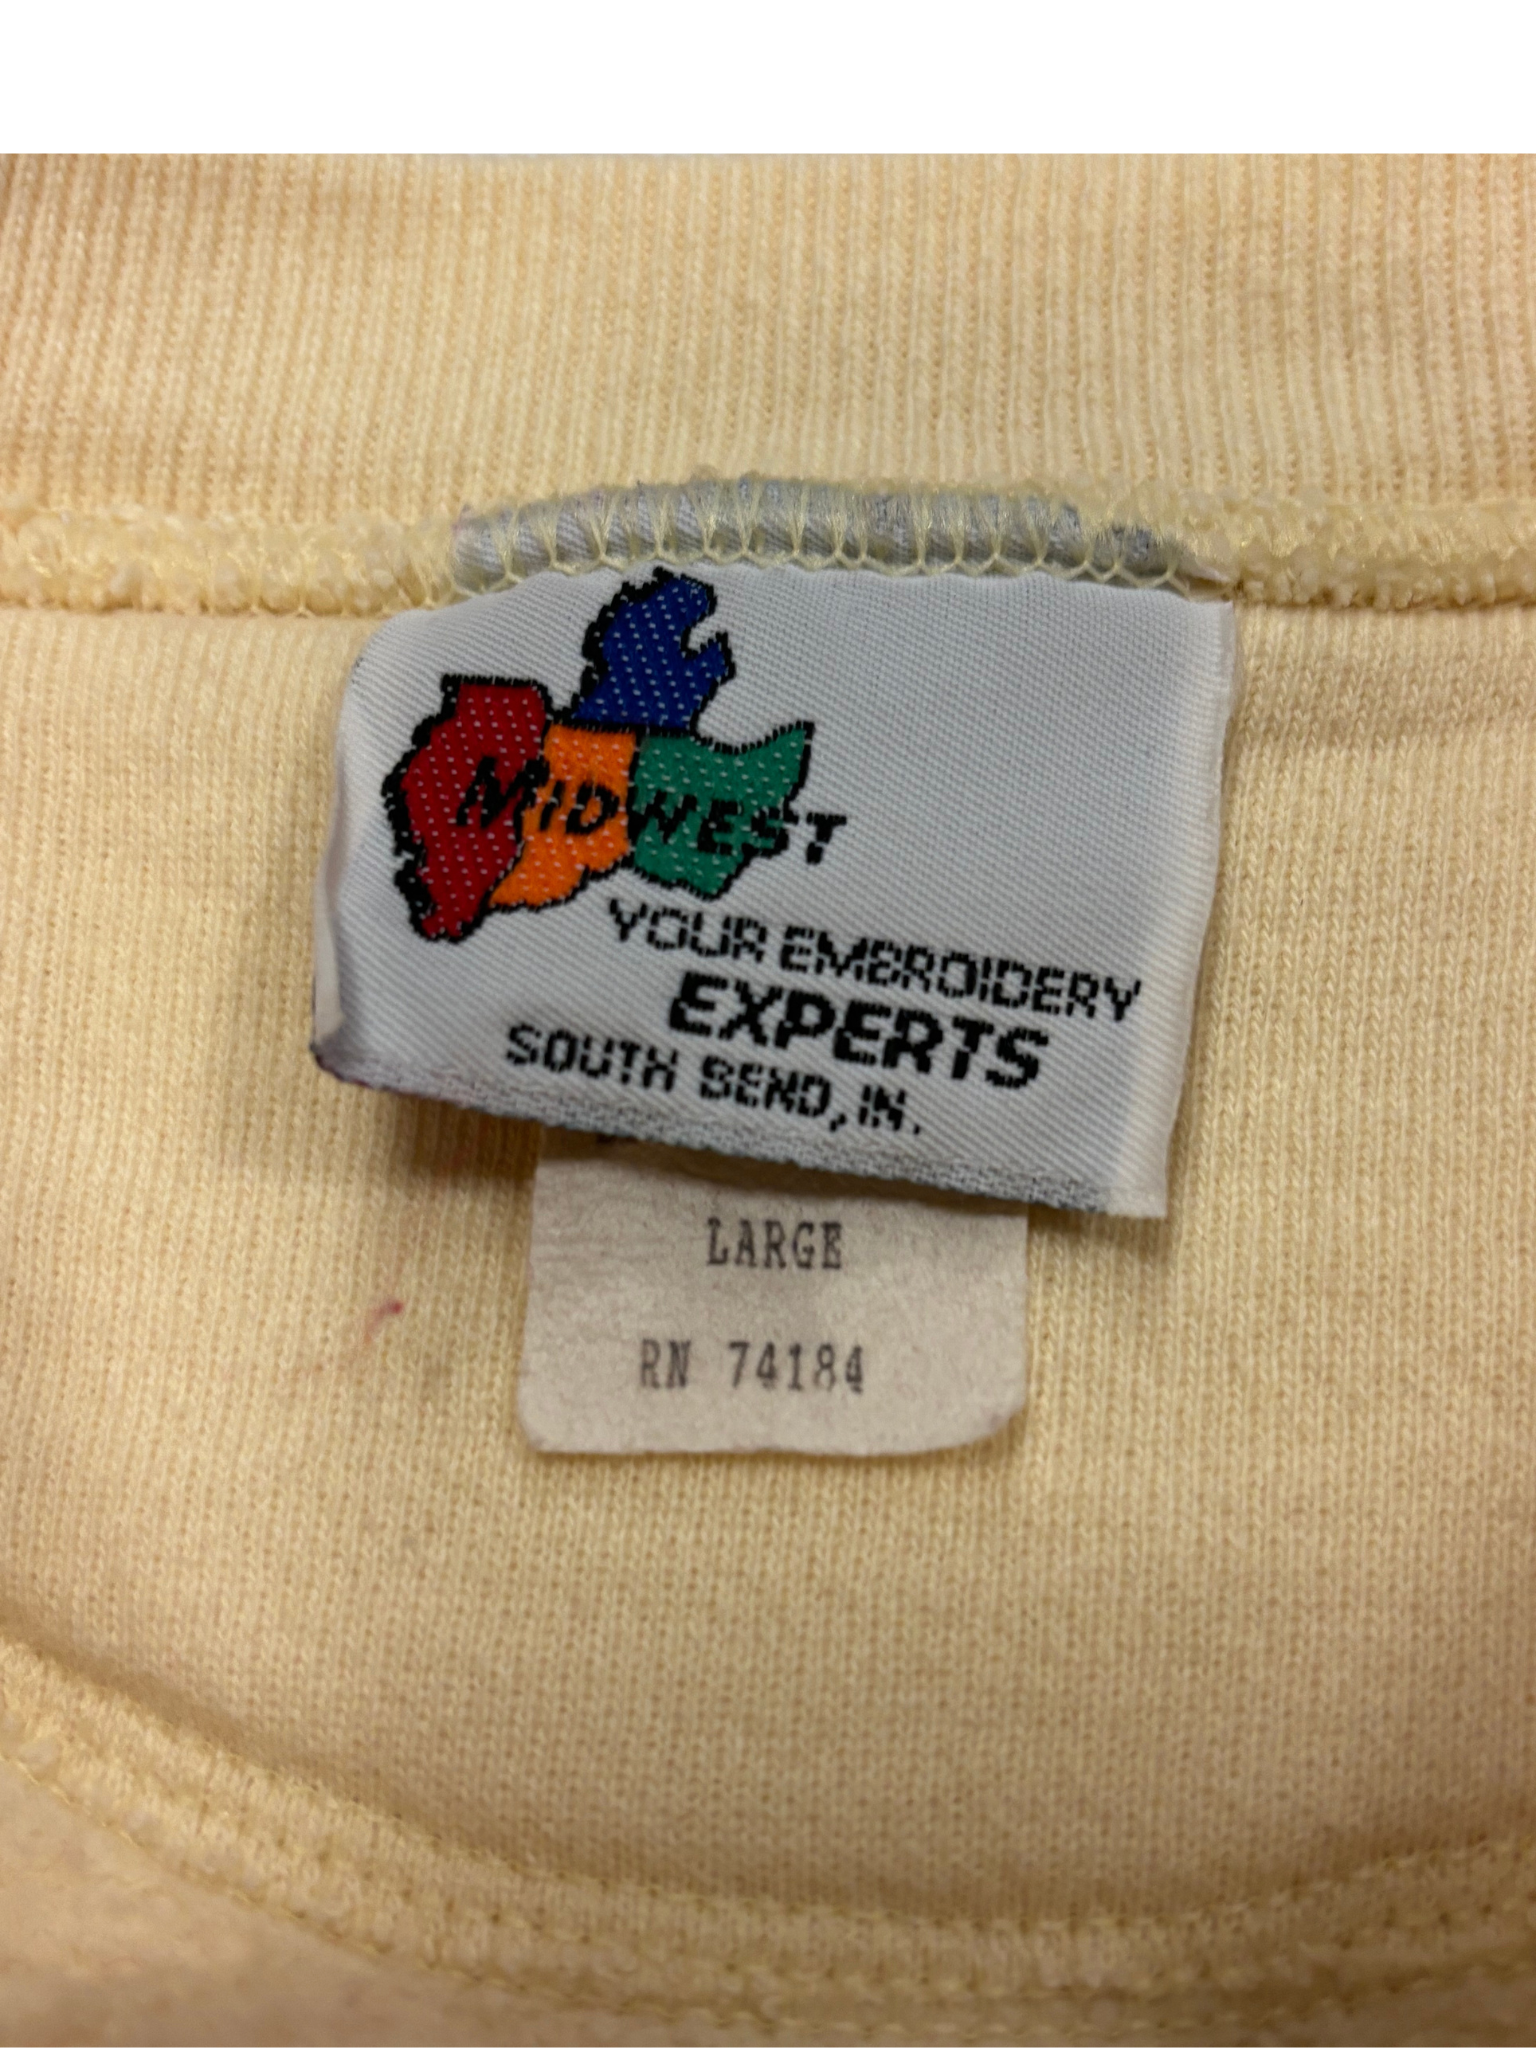 MIDWEST
YOUR EMBROIDERY
EXPERTS
SOUTH BEND, IN.
LARGE
RN 74184